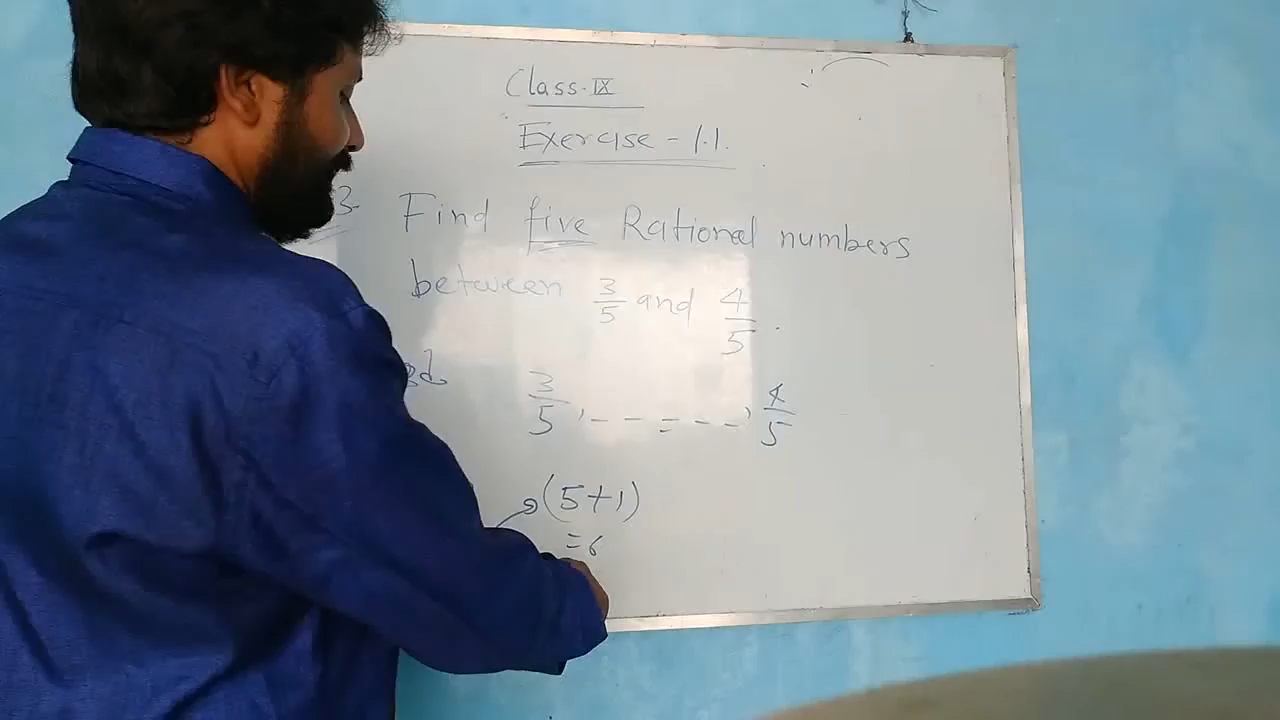 Class-IX
Exercise-1.1.
3- Find five Rational numbers
between 3/5 and 4/5.
3/5, _ _ _ _ _, 4/5
(5+1)
=6